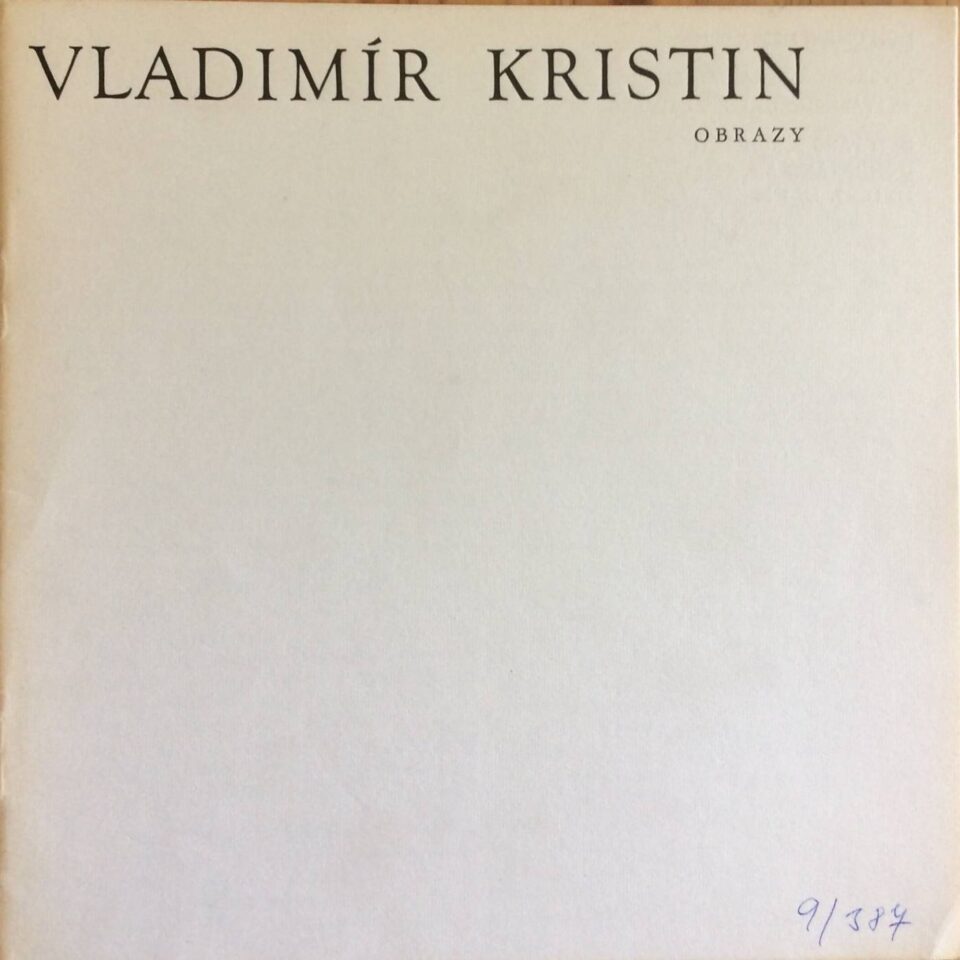 VLADIMÍR KRISTIN
OBRAZY
9/387